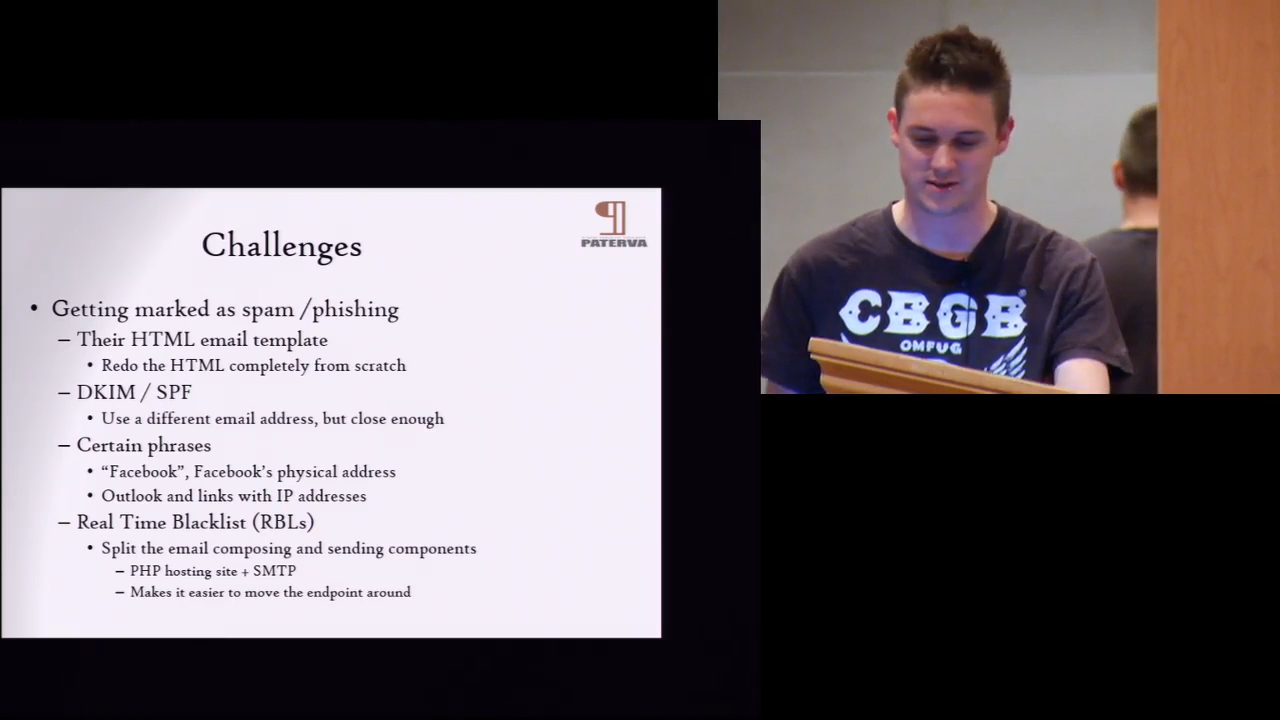 PATERVA
Challenges
• Getting marked as spam /phishing
– Their HTML email template
• Redo the HTML completely from scratch
– DKIM / SPF
• Use a different email address, but close enough
– Certain phrases
• “Facebook”, Facebook’s physical address
• Outlook and links with IP addresses
– Real Time Blacklist (RBLs)
• Split the email composing and sending components
– PHP hosting site + SMTP
– Makes it easier to move the endpoint around
CBGB®
OMFUG